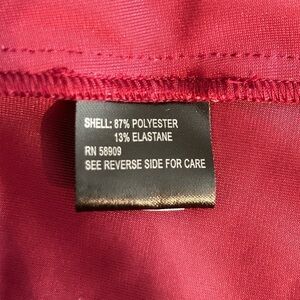 SHELL: 87% POLYESTER
13% ELASTANE
RN 58909
SEE REVERSE SIDE FOR CARE